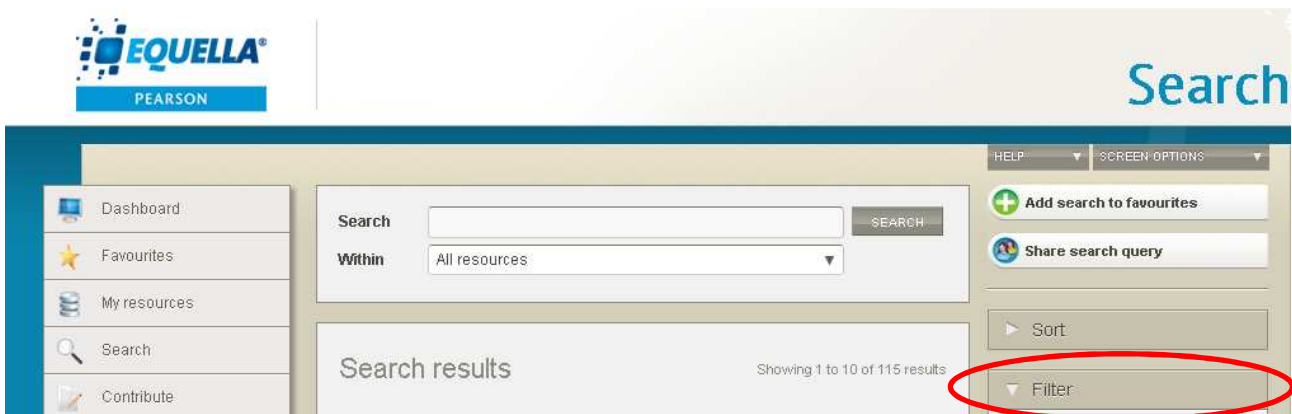 EQUELLA®
PEARSON
Search
HELP
SCREEN OPTIONS
Dashboard
Favourites
My resources
Search
Contribute
Search
SEARCH
Within
All resources
Search results
Showing 1 to 10 of 115 results
Add search to favourites
Share search query
Sort
Filter